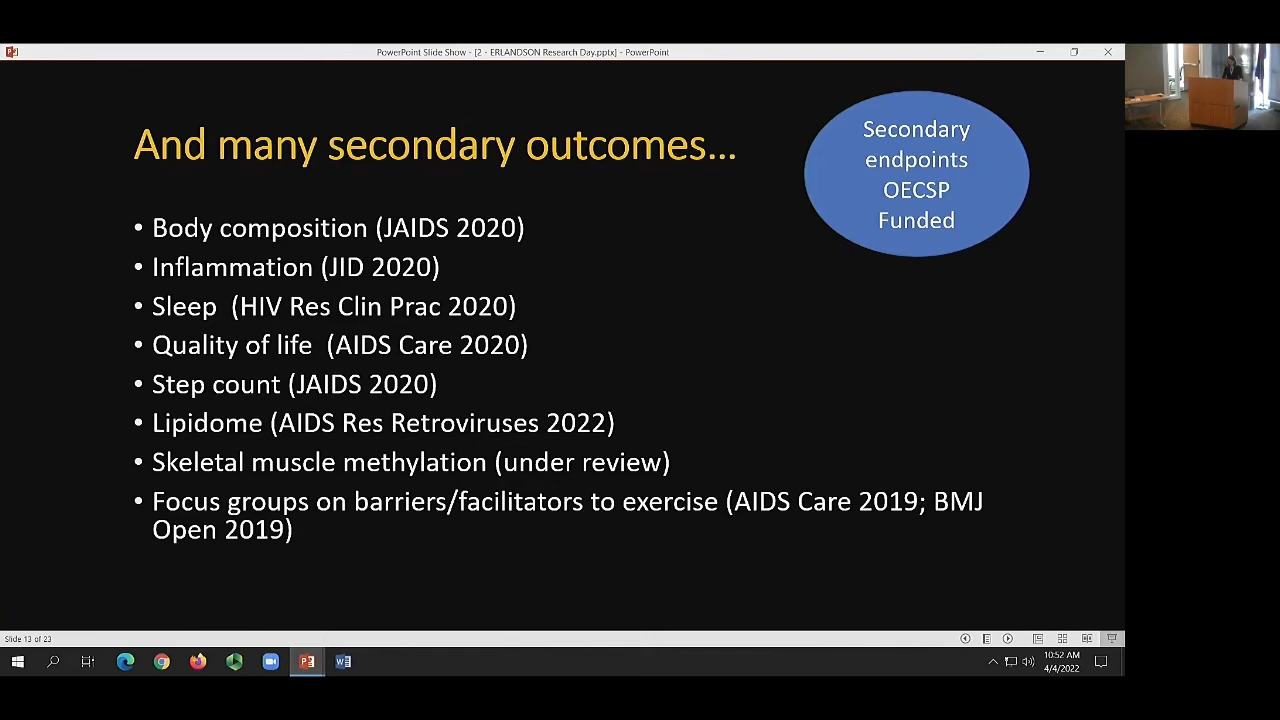 PowerPoint Slide Show - [2 - ERLANDSON Research Day.pptx] - PowerPoint
And many secondary outcomes...
Secondary
endpoints
OECSP
Funded
• Body composition (JAIDS 2020)
• Inflammation (JID 2020)
• Sleep  (HIV Res Clin Prac 2020)
• Quality of life  (AIDS Care 2020)
• Step count (JAIDS 2020)
• Lipidome (AIDS Res Retroviruses 2022)
• Skeletal muscle methylation (under review)
• Focus groups on barriers/facilitators to exercise (AIDS Care 2019; BMJ
Open 2019)
Slide 13 of 23
10:52 AM
4/4/2022